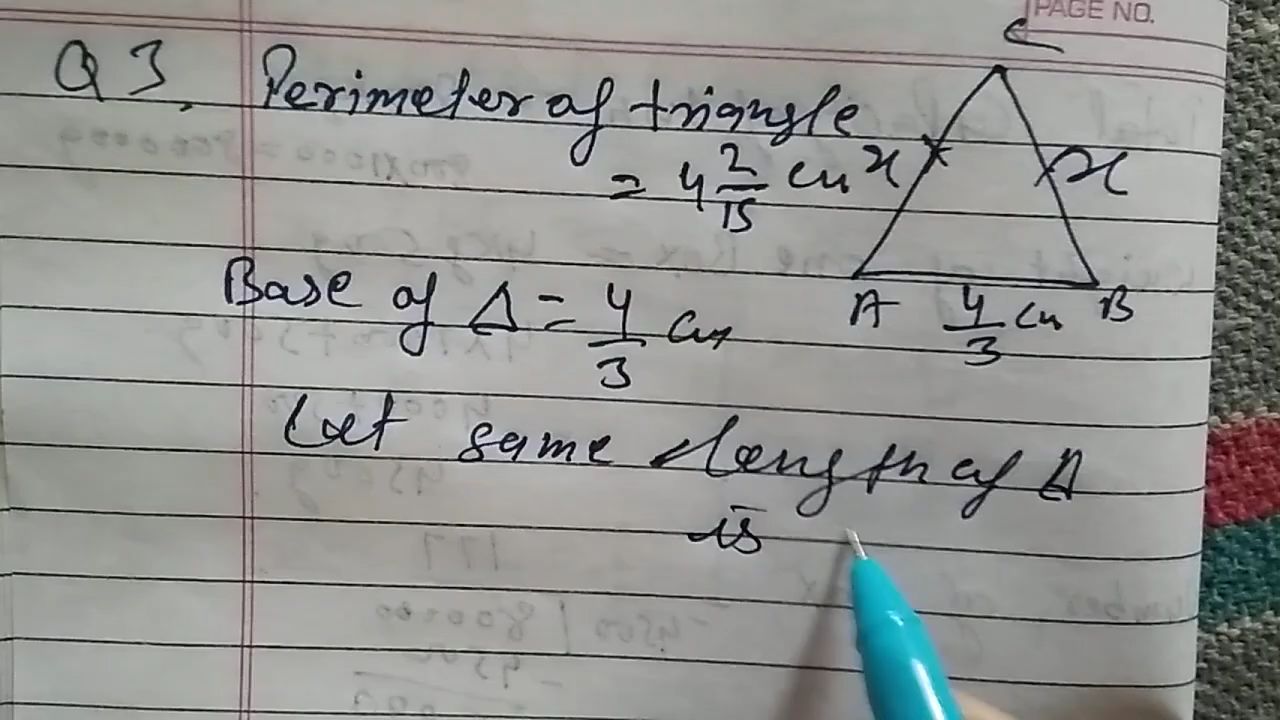 PAGE NO.
Q 3. Perimeter of triangle
= 4 2/15 cm
C
x x
Base of Δ = 4/3 cm
A 4/3 cm B
Let same length of Δ
is